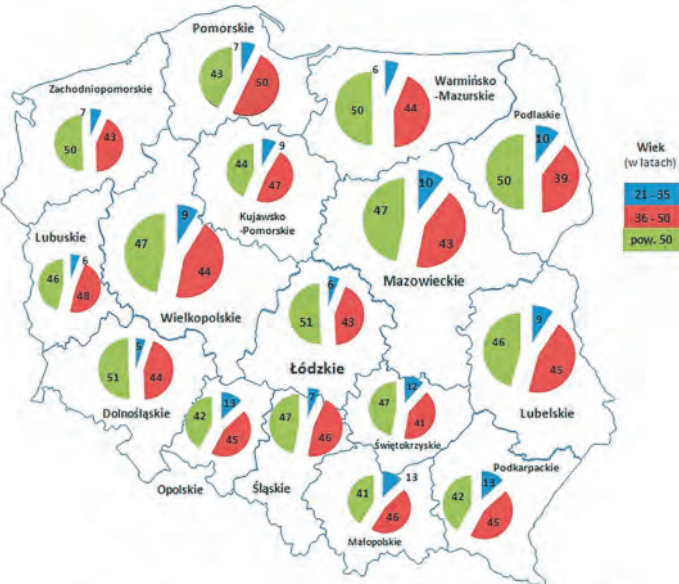 Pomorskie
7
43
50
Zachodniopomorskie
7
43
50
6
Warmińsko
-Mazurskie
50
44
Podlaskie
10
50
39
9
44
47
Kujawsko
-Pomorskie
Wiek
(w latach)
21 - 35
36 - 50
pow. 50
10
47
43
Mazowieckie
9
47
44
Wielkopolskie
Lubuskie
6
46
48
6
51
43
Łódzkie
9
46
45
Lubelskie
5
51
44
Dolnośląskie
13
42
45
Opolskie
7
47
46
Śląskie
12
47
41
Świętokrzyskie
13
41
46
Małopolskie
Podkarpackie
13
42
45